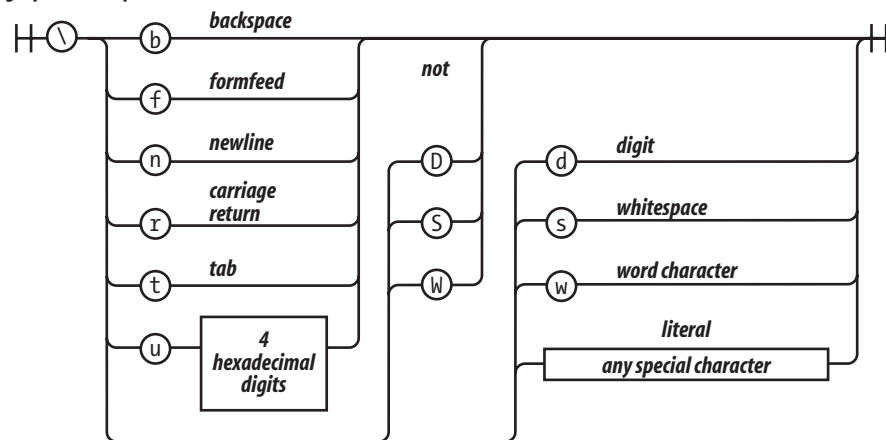 \
b backspace
not
f formfeed
n newline
D
d digit
r carriage
return
S
s whitespace
t tab
W
w word character
u 4
hexadecimal
digits
literal
any special character